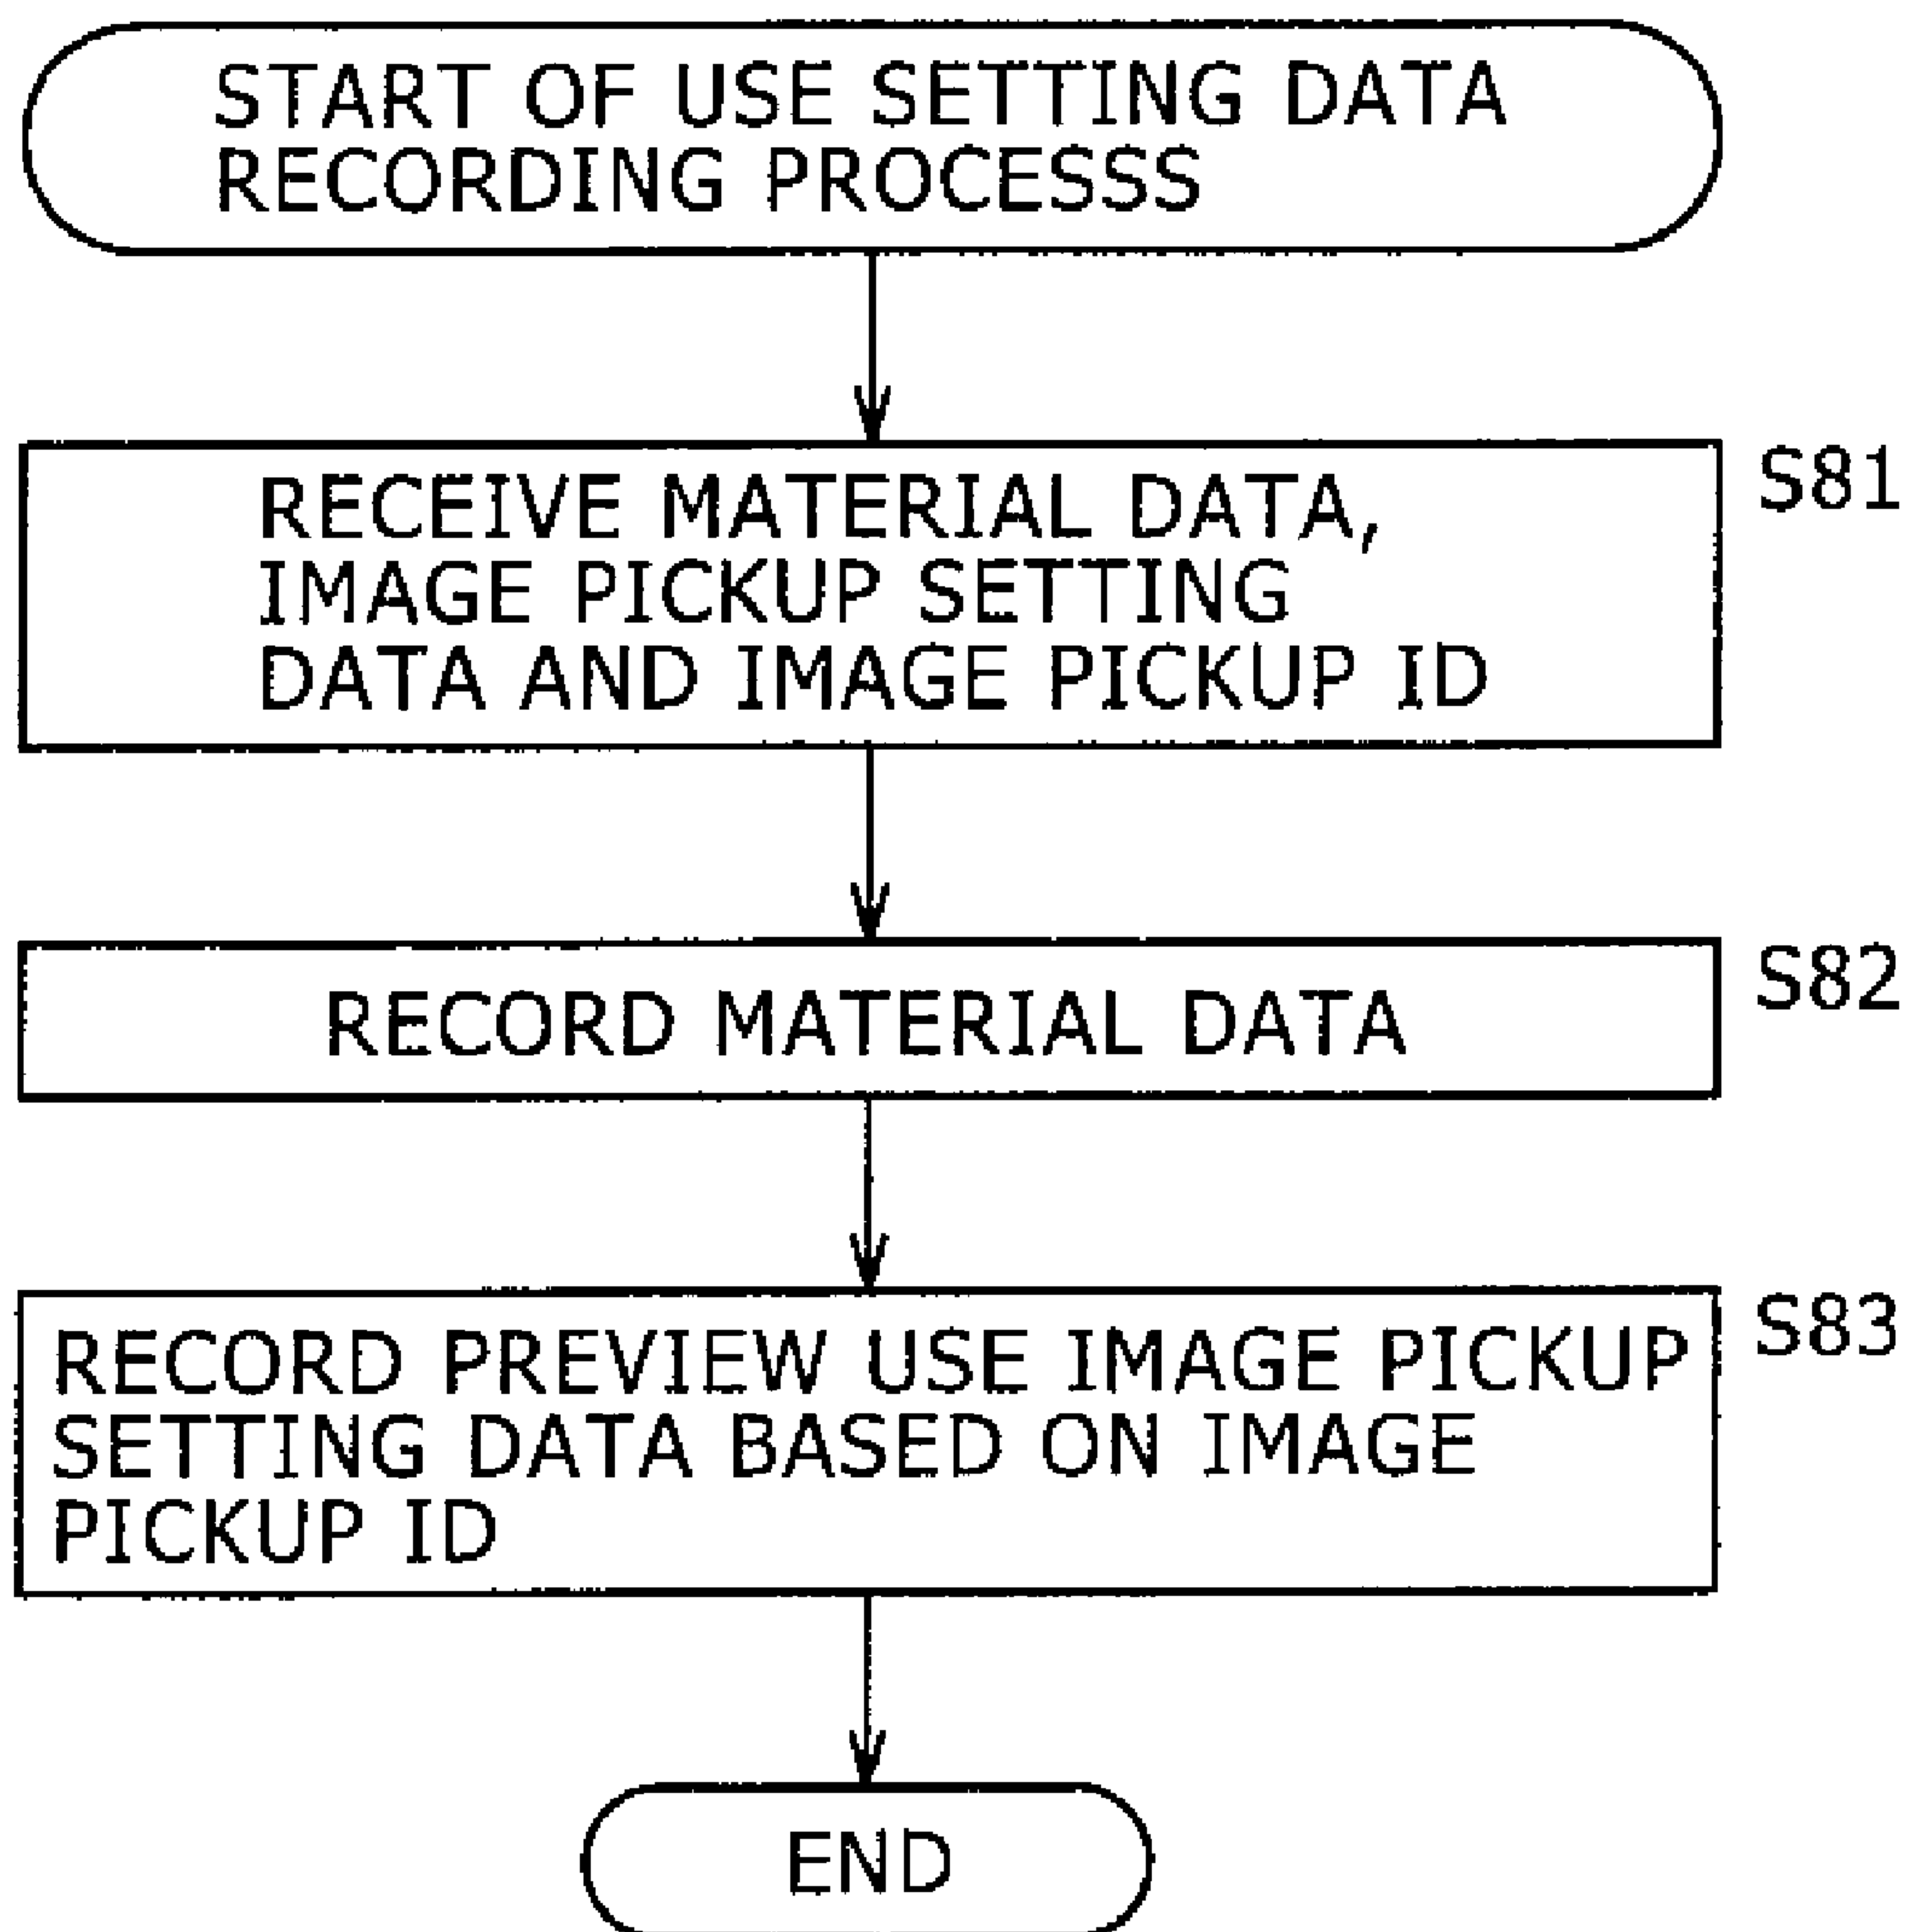 START OF USE SETTING DATA
RECORDING PROCESSS
RECEIVE MATERIAL DATA,
IMAGE PICKUP SETTING
DATA AND IMAGE PICKUP ID
S81
RECORD MATERIAL DATA
S82
RECORD PREVIEW USE IMAGE PICKUP
SETTING DATA BASED ON IMAGE
PICKUP ID
S83
END